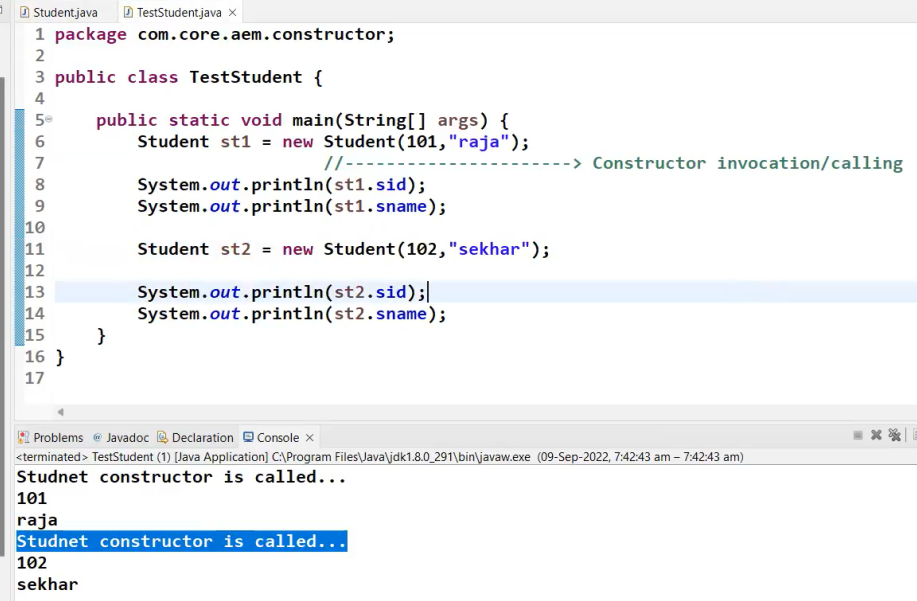 Student.java TestStudent.java
1 package com.core.aem.constructor;
2
3 public class TestStudent {
4
5 public static void main(String[] args) {
6 Student st1 = new Student(101,"raja");
7 //----------------------> Constructor invocation/calling
8 System.out.println(st1.sid);
9 System.out.println(st1.sname);
10
11 Student st2 = new Student(102,"sekhar");
12
13 System.out.println(st2.sid);
14 System.out.println(st2.sname);
15 }
16 }
17
Problems Javadoc Declaration Console
<terminated> TestStudent (1) [Java Application] C:\Program Files\Java\jdk1.8.0_291\bin\javaw.exe (09-Sep-2022, 7:42:43 am – 7:42:43 am)
Studnet constructor is called...
101
raja
Studnet constructor is called...
102
sekhar